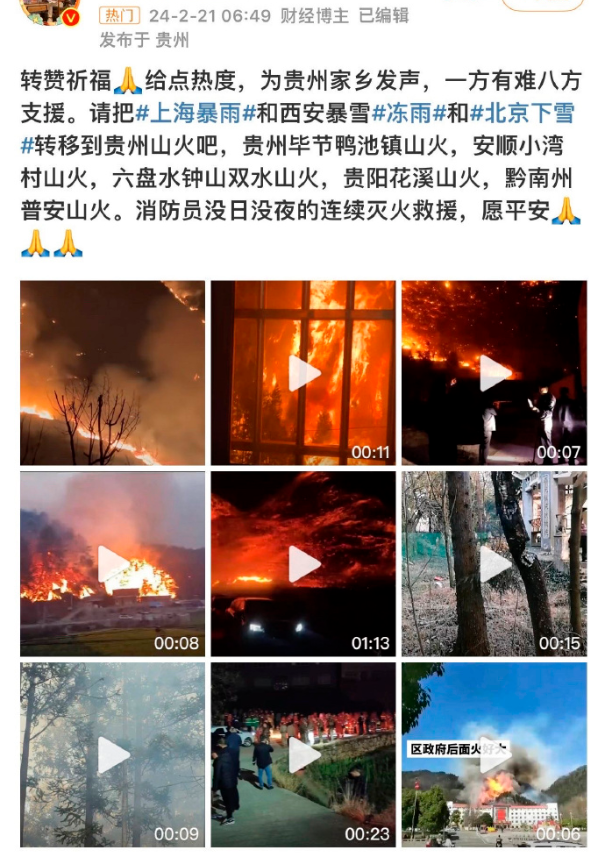 热门 24-2-21 06:49 财经博主 已编辑
发布于 贵州
转赞祈福🙏给点热度，为贵州家乡发声，一方有难八方
支援。请把#上海暴雨#和西安暴雪#冻雨#和#北京下雪
#转移到贵州山火吧，贵州毕节鸭池镇山火，安顺小湾
村山火，六盘水钟山双水山火，贵阳花溪山火，黔南州
普安山火。消防员没日没夜的连续灭火救援，愿平安🙏
🙏🙏
00:11
00:07
00:08
01:13
00:15
00:09
00:23
区政府后面火好大
00:06